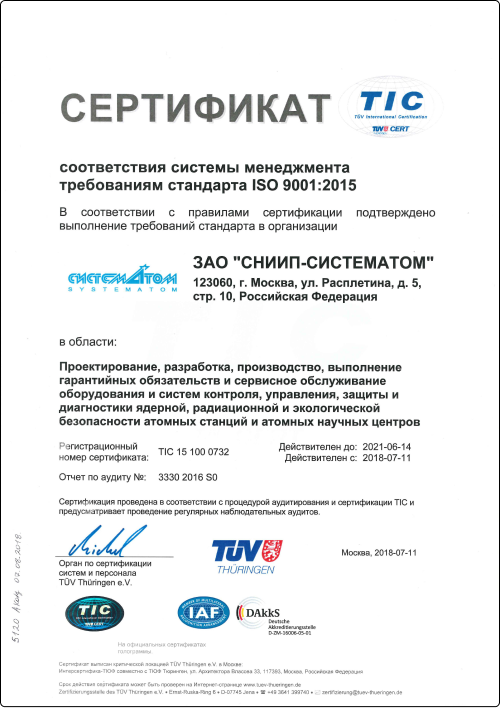 СЕРТИФИКАТ
TIC
TÜV International Certification
TÜV CERT
соответствия системы менеджмента
требованиям стандарта ISO 9001:2015
В соответствии с правилами сертификации подтверждено
выполнение требований стандарта в организации
СИСТЕМАТОМ
SYSTEMATOM
ЗАО "СНИИП-СИСТЕМАТОМ"
123060, г. Москва, ул. Расплетина, д. 5,
стр. 10, Российская Федерация
в области:
Проектирование, разработка, производство, выполнение
гарантийных обязательств и сервисное обслуживание
оборудования и систем контроля, управления, защиты и
диагностики ядерной, радиационной и экологической
безопасности атомных станций и атомных научных центров
Регистрационный
номер сертификата: TIC 15 100 0732
Действителен до: 2021-06-14
Действителен с: 2018-07-11
Отчет по аудиту №: 3330 2016 S0
Сертификация проведена в соответствии с процедурой аудитирования и сертификации TIC и
предусматривает проведение регулярных наблюдательных аудитов.
Орган по сертификации
систем и персонала
TÜV Thüringen e.V.
TÜV
THÜRINGEN
Москва, 2018-07-11
TIC
IAF
DAkkS
Deutsche
Akkreditierungsstelle
D-ZM-16006-05-01
5120 07.08.2018
На официальных сертификатах
голограммы
Сертификат выписан критической локацией TÜV Thüringen e.V. в Москве:
Интерсертифика-ТЮФ совместно с ТЮФ Тюринген, ул. Архитектора Власова 33, 117393, Москва, Российская Федерация
Срок действия сертификата может быть проверен на Интернет-странице www.tuev-thueringen.de
Zertifizierungsstelle des TÜV Thüringen e.V. • Ernst-Ruska-Ring 6 • D-07745 Jena • ☎ +49 3641 399740 • ✉ zertifizierung@tuev-thueringen.de